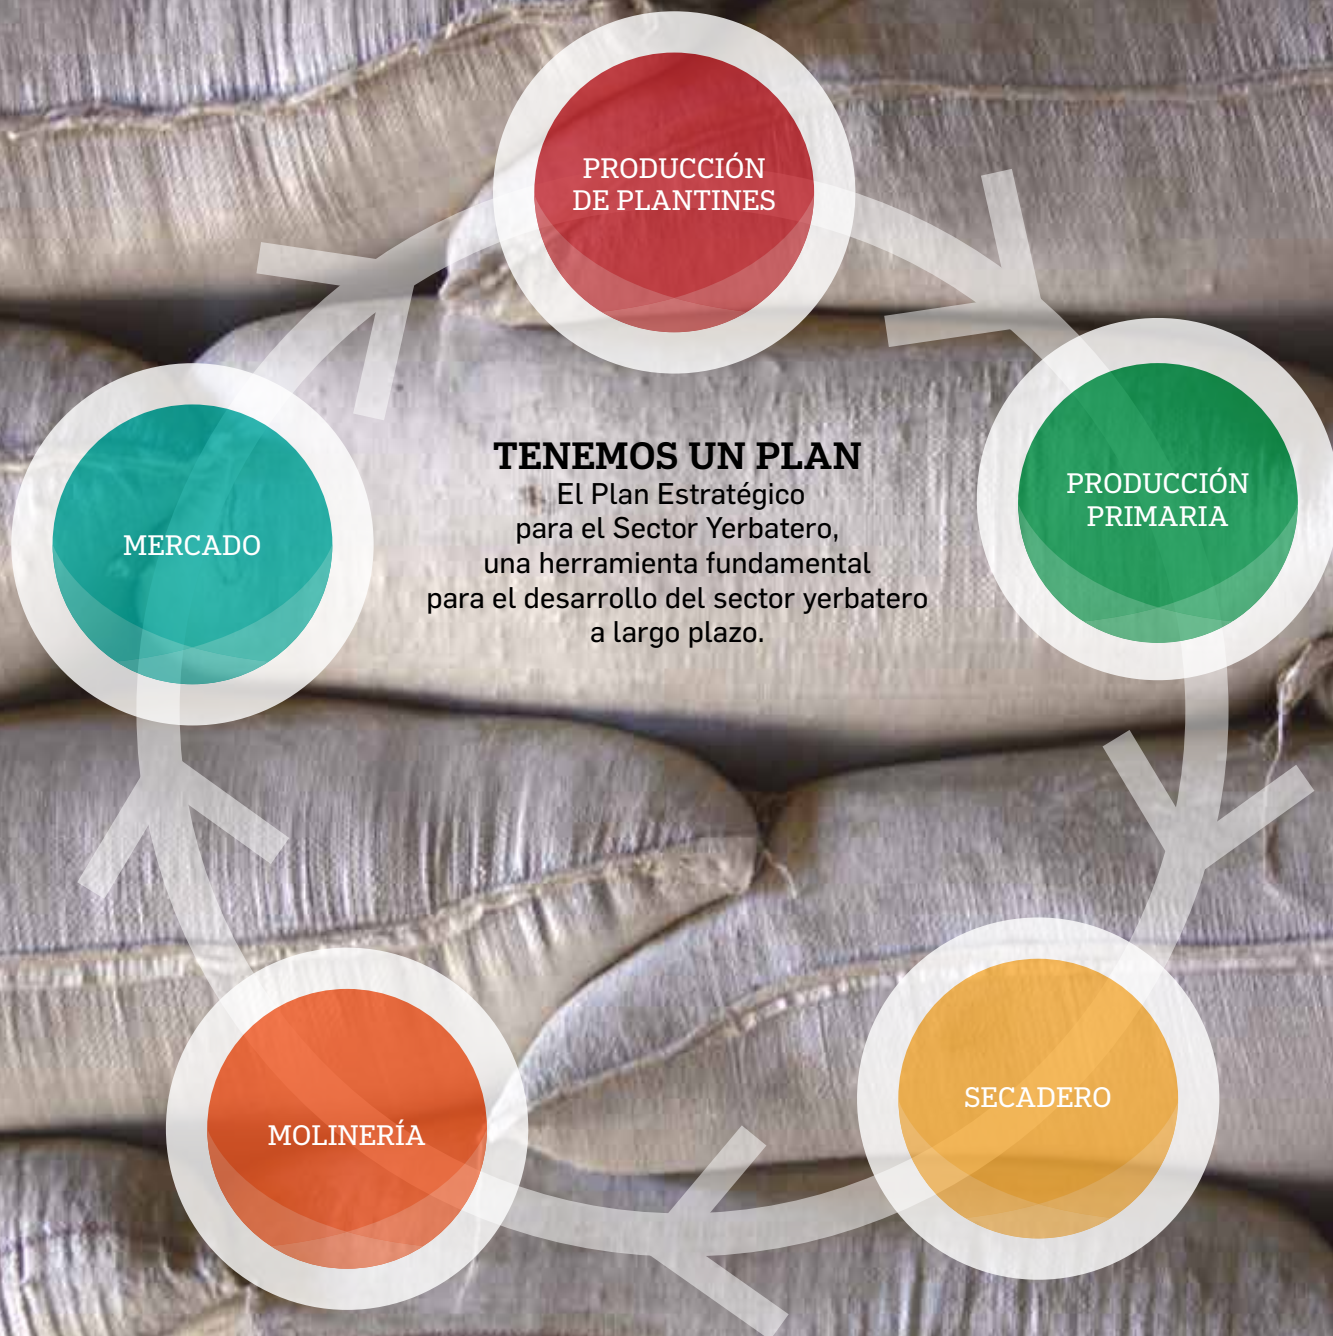 PRODUCCIÓN
DE PLANTINES
PRODUCCIÓN
PRIMARIA
SECADERO
MOLINERÍA
MERCADO
TENEMOS UN PLAN
El Plan Estratégico
para el Sector Yerbatero,
una herramienta fundamental
para el desarrollo del sector yerbatero
a largo plazo.